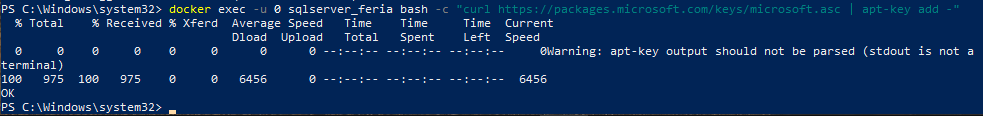 PS C:\Windows\system32> docker exec -u 0 sqlserver_feria bash -c "curl https://packages.microsoft.com/keys/microsoft.asc | apt-key add -"
  % Total    % Received % Xferd  Average Speed   Time    Time     Time  Current
                                 Dload  Upload   Total   Spent    Left  Speed
  0     0    0     0    0     0      0      0 --:--:-- --:--:-- --:--:--     0Warning: apt-key output should not be parsed (stdout is not a
terminal)
100   975  100   975    0     0   6456      0 --:--:-- --:--:-- --:--:--  6456
OK
PS C:\Windows\system32>